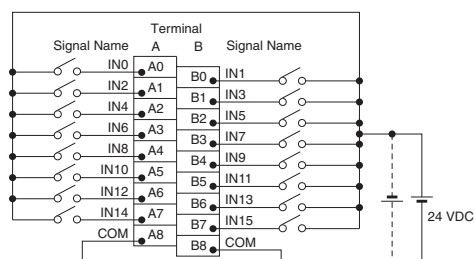 Terminal
Signal Name A B Signal Name
IN0 A0
B0 IN1
IN2 A1
B1 IN3
IN4 A2
B2 IN5
IN6 A3
B3 IN7
IN8 A4
B4 IN9
IN10 A5
B5 IN11
IN12 A6
B6 IN13
IN14 A7
B7 IN15
COM A8
B8 COM
24 VDC